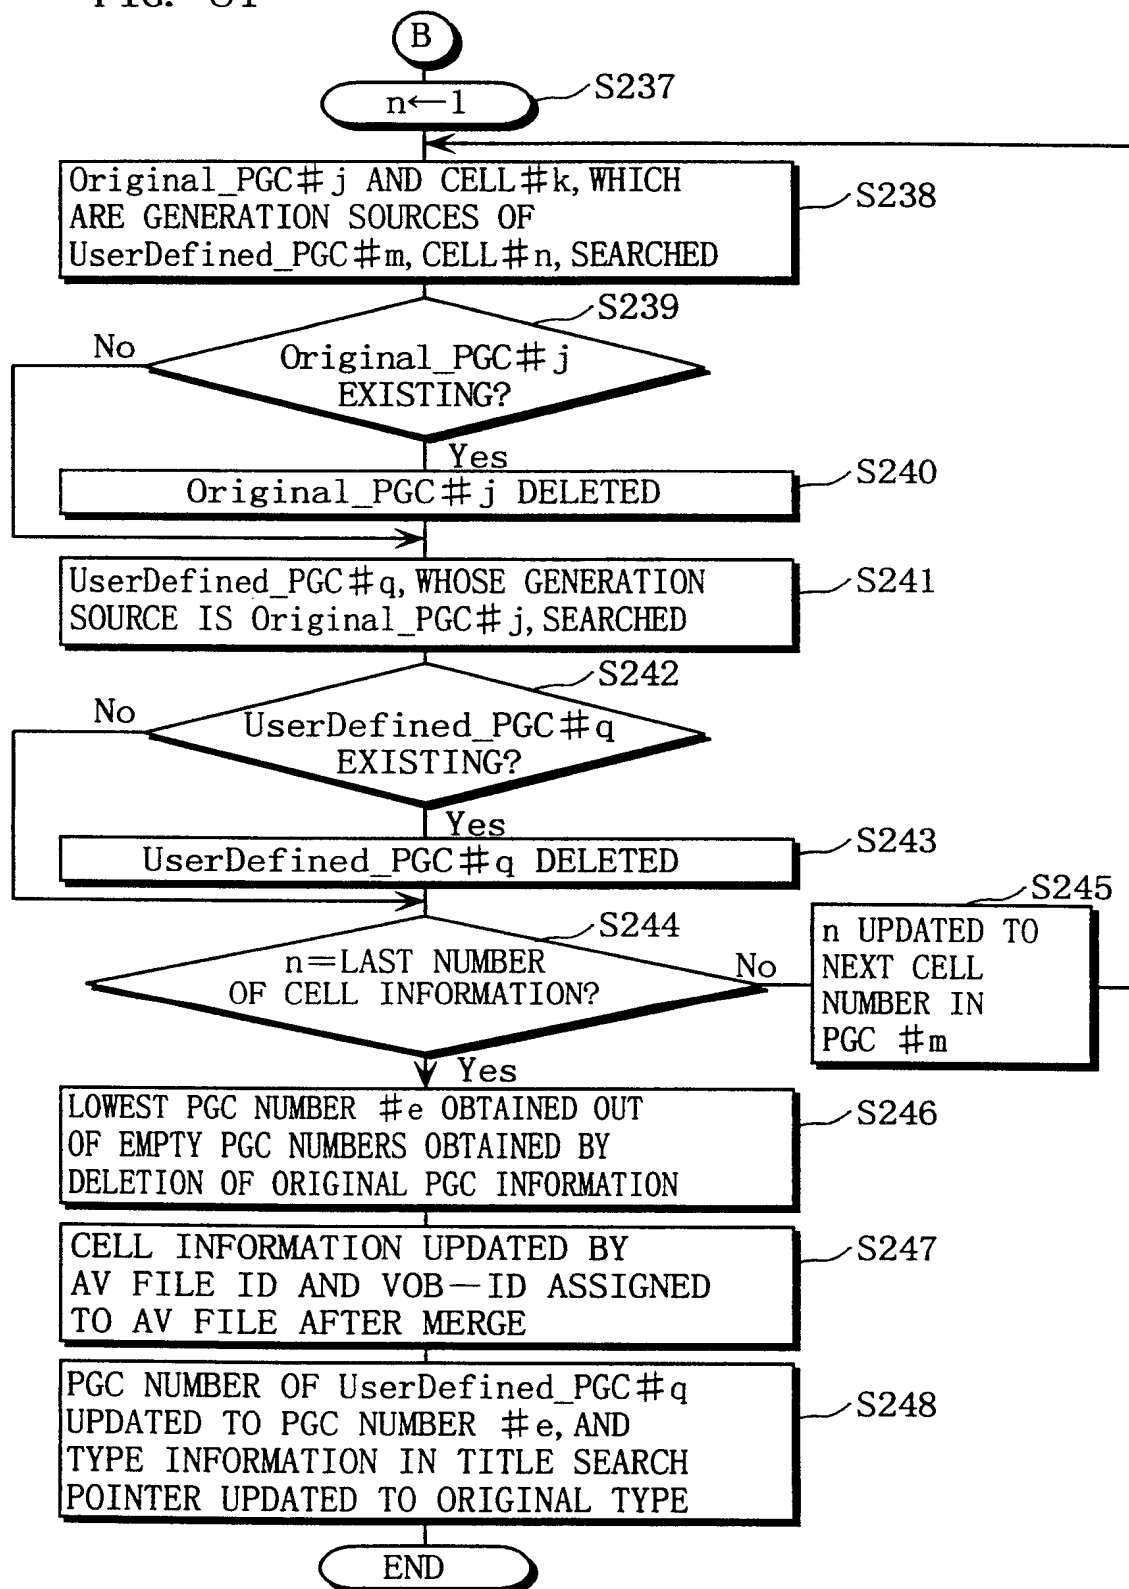 FIG. 61
B
n←1
S237
Original_PGC#j AND CELL#k, WHICH
ARE GENERATION SOURCES OF
UserDefined_PGC#m, CELL#n, SEARCHED
S238
S239
No
Original_PGC#j
EXISTING?
Yes
Original_PGC#j DELETED
S240
UserDefined_PGC#q, WHOSE GENERATION
SOURCE IS Original_PGC#j, SEARCHED
S241
S242
No
UserDefined_PGC#q
EXISTING?
Yes
UserDefined_PGC#q DELETED
S243
S244
n=LAST NUMBER
OF CELL INFORMATION?
No
S245
n UPDATED TO
NEXT CELL
NUMBER IN
PGC #m
Yes
LOWEST PGC NUMBER #e OBTAINED OUT
OF EMPTY PGC NUMBERS OBTAINED BY
DELETION OF ORIGINAL PGC INFORMATION
S246
CELL INFORMATION UPDATED BY
AV FILE ID AND VOB—ID ASSIGNED
TO AV FILE AFTER MERGE
S247
PGC NUMBER OF UserDefined_PGC#q
UPDATED TO PGC NUMBER #e, AND
TYPE INFORMATION IN TITLE SEARCH
POINTER UPDATED TO ORIGINAL TYPE
S248
END